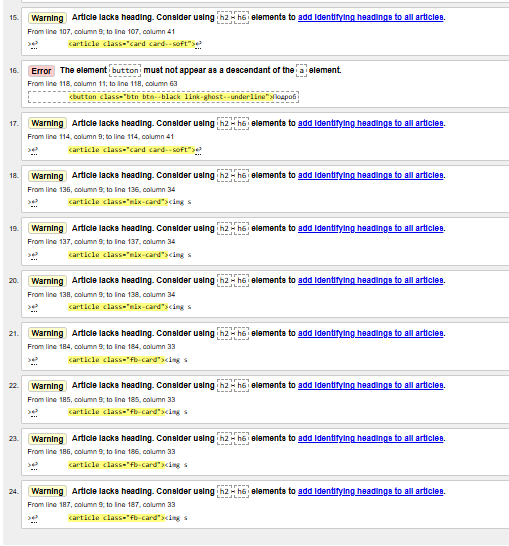 15. Warning Article lacks heading. Consider using h2-h6 elements to add identifying headings to all articles.
From line 107, column 9; to line 107, column 41
>↩ <article class="card card--soft">↩
16. Error The element button must not appear as a descendant of the a element.
From line 118, column 11; to line 118, column 63
<button class="btn btn--black link-ghost--underline">Подроб
17. Warning Article lacks heading. Consider using h2-h6 elements to add identifying headings to all articles.
From line 114, column 9; to line 114, column 41
>↩ <article class="card card--soft">↩
18. Warning Article lacks heading. Consider using h2-h6 elements to add identifying headings to all articles.
From line 136, column 9; to line 136, column 34
>↩ <article class="mix-card"><img s
19. Warning Article lacks heading. Consider using h2-h6 elements to add identifying headings to all articles.
From line 137, column 9; to line 137, column 34
>↩ <article class="mix-card"><img s
20. Warning Article lacks heading. Consider using h2-h6 elements to add identifying headings to all articles.
From line 138, column 9; to line 138, column 34
>↩ <article class="mix-card"><img s
21. Warning Article lacks heading. Consider using h2-h6 elements to add identifying headings to all articles.
From line 184, column 9; to line 184, column 33
>↩ <article class="fb-card"><img s
22. Warning Article lacks heading. Consider using h2-h6 elements to add identifying headings to all articles.
From line 185, column 9; to line 185, column 33
>↩ <article class="fb-card"><img s
23. Warning Article lacks heading. Consider using h2-h6 elements to add identifying headings to all articles.
From line 186, column 9; to line 186, column 33
>↩ <article class="fb-card"><img s
24. Warning Article lacks heading. Consider using h2-h6 elements to add identifying headings to all articles.
From line 187, column 9; to line 187, column 33
>↩ <article class="fb-card"><img s